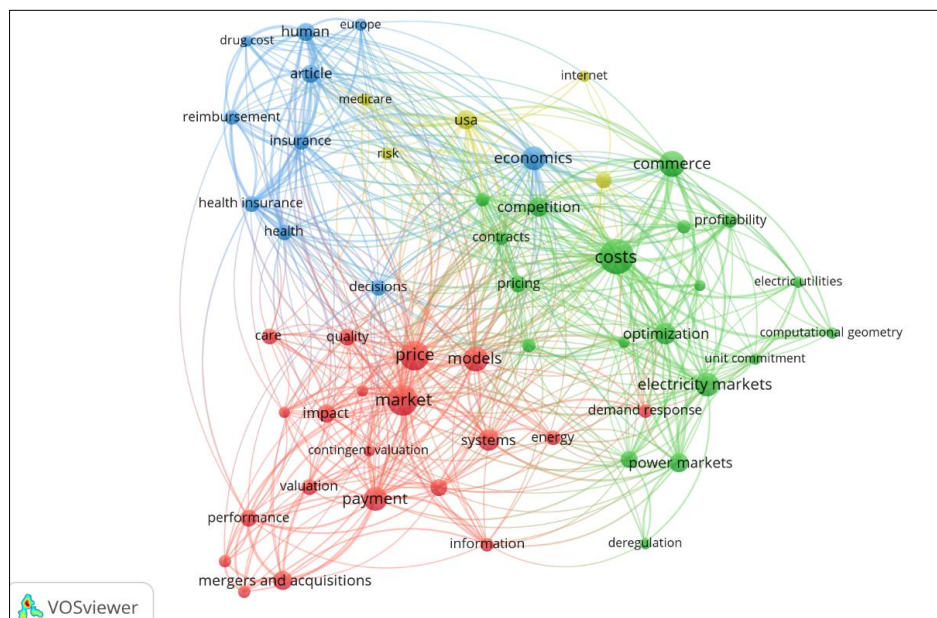 europe
human
drug cost
article
internet
medicare
reimbursement
usa
insurance
risk
economics
commerce
health insurance
competition
profitability
health
contracts
costs
decisions
pricing
electric utilities
care
quality
optimization
computational geometry
price
models
unit commitment
electricity markets
market
impact
demand response
systems
energy
contingent valuation
power markets
valuation
payment
performance
information
deregulation
mergers and acquisitions
VOSviewer